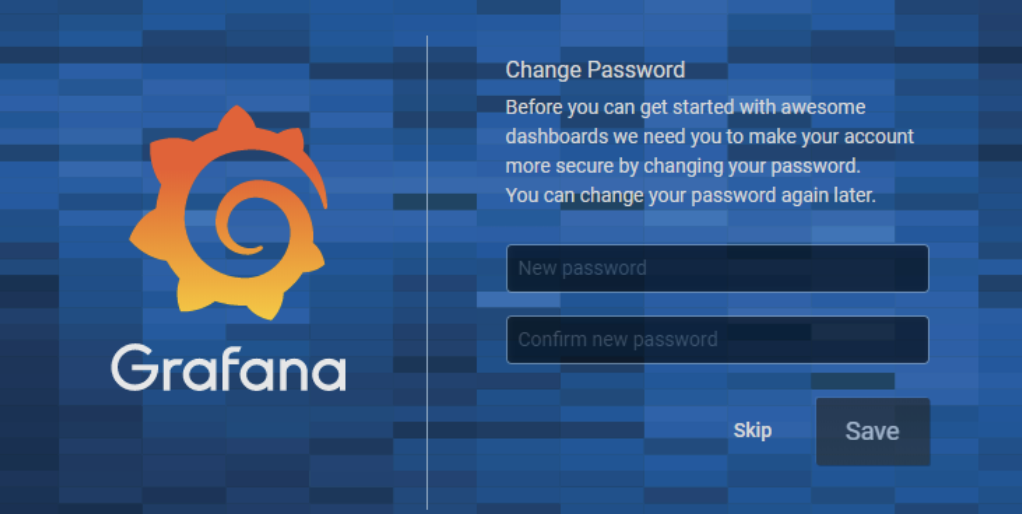 Grafana
Change Password
Before you can get started with awesome
dashboards we need you to make your account
more secure by changing your password.
You can change your password again later.
New password
Confirm new password
Skip
Save